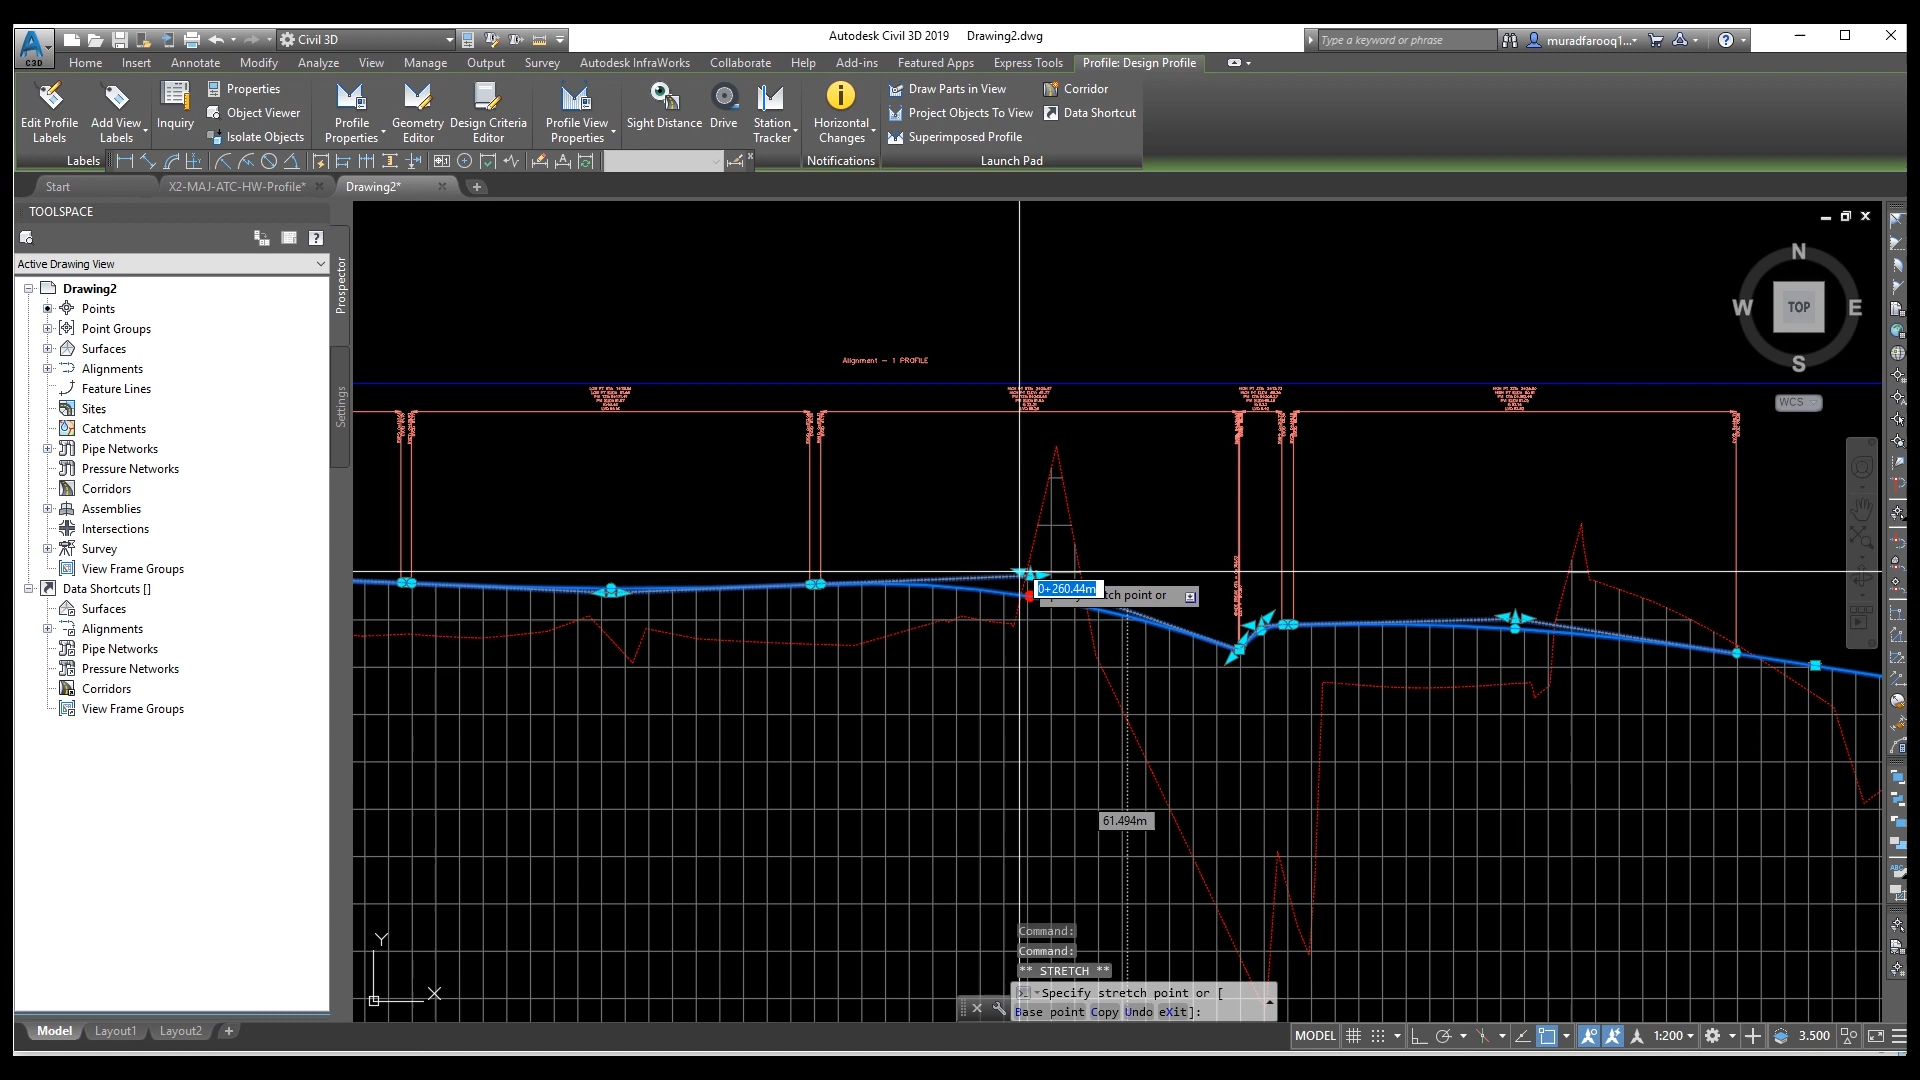 Civil 3D
Autodesk Civil 3D 2019 Drawing2.dwg
Type a keyword or phrase
muradfarooq1...
C3D
Home Insert Annotate Modify Analyze View Manage Output Survey Autodesk InfraWorks Collaborate Help Add-ins Featured Apps Express Tools Profile: Design Profile
Edit Profile Labels
Add View Labels
Inquiry
Properties
Object Viewer
Isolate Objects
Profile Properties
Geometry Editor
Design Criteria Editor
Profile View Properties
Sight Distance
Drive
Station Tracker
Horizontal Changes
Draw Parts in View
Project Objects To View
Superimposed Profile
Corridor
Data Shortcut
Labels
Notifications
Launch Pad
Start
X2-MAJ-ATC-HW-Profile*
Drawing2*
TOOLSPACE
Active Drawing View
Prospector
Settings
Drawing2
Points
Point Groups
Surfaces
Alignments
Feature Lines
Sites
Catchments
Pipe Networks
Pressure Networks
Corridors
Assemblies
Intersections
Survey
View Frame Groups
Data Shortcuts []
Surfaces
Alignments
Pipe Networks
Pressure Networks
Corridors
View Frame Groups
Alignment - 1 PROFILE
N
W
TOP
E
S
WCS
0+260.44m
tch point or
61.494m
Command:
Command:
** STRETCH **
Specify stretch point or [
Base point Copy Undo eXit]:
Y
X
Model Layout1 Layout2
MODEL
1:200
3.500